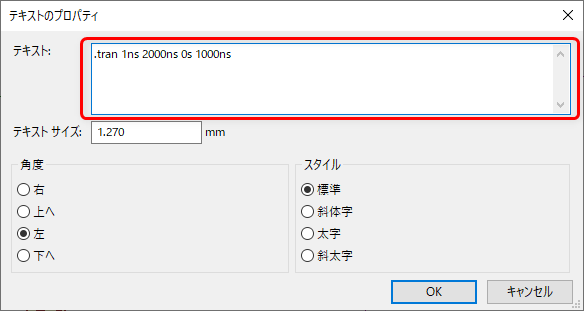 テキストのプロパティ
テキスト:
.tran 1ns 2000ns 0s 1000ns
テキスト サイズ: 1.270 mm
角度
右
上へ
左
下へ
スタイル
標準
斜体字
太字
斜太字
OK
キャンセル